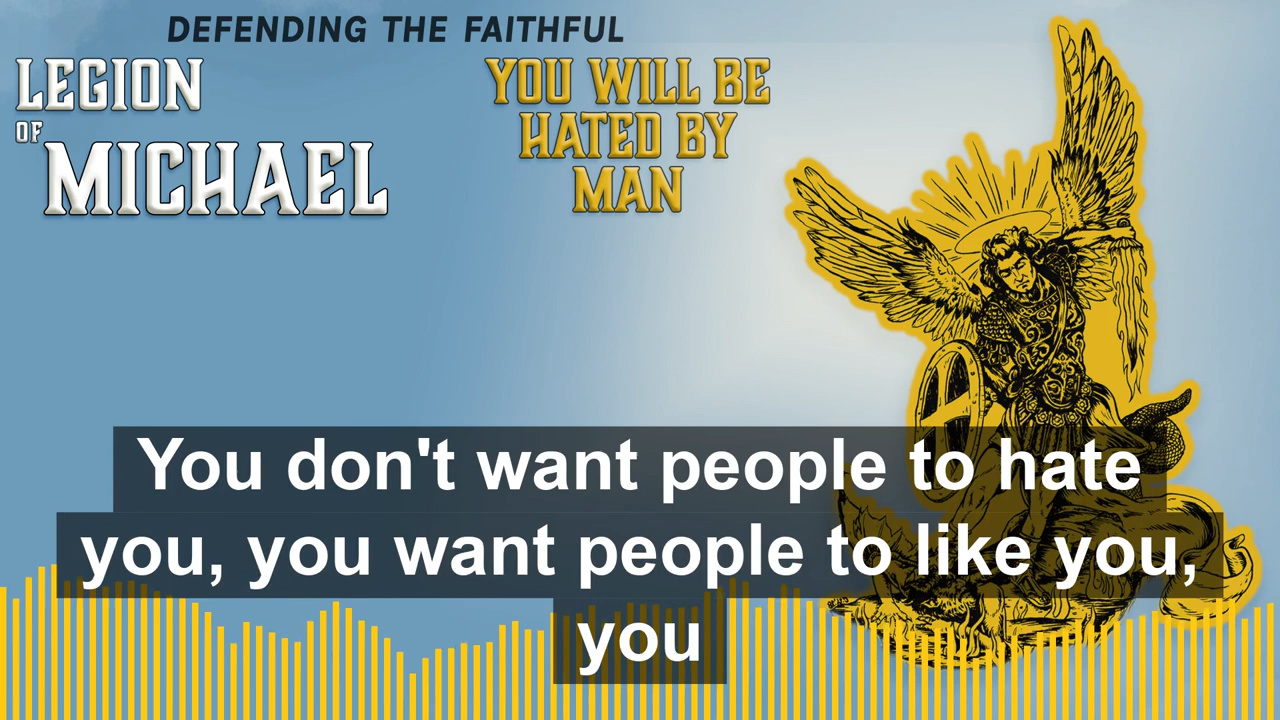 DEFENDING THE FAITHFUL
LEGION
OF
MICHAEL
YOU WILL BE
HATED BY
MAN
You don't want people to hate
you, you want people to like you,
you